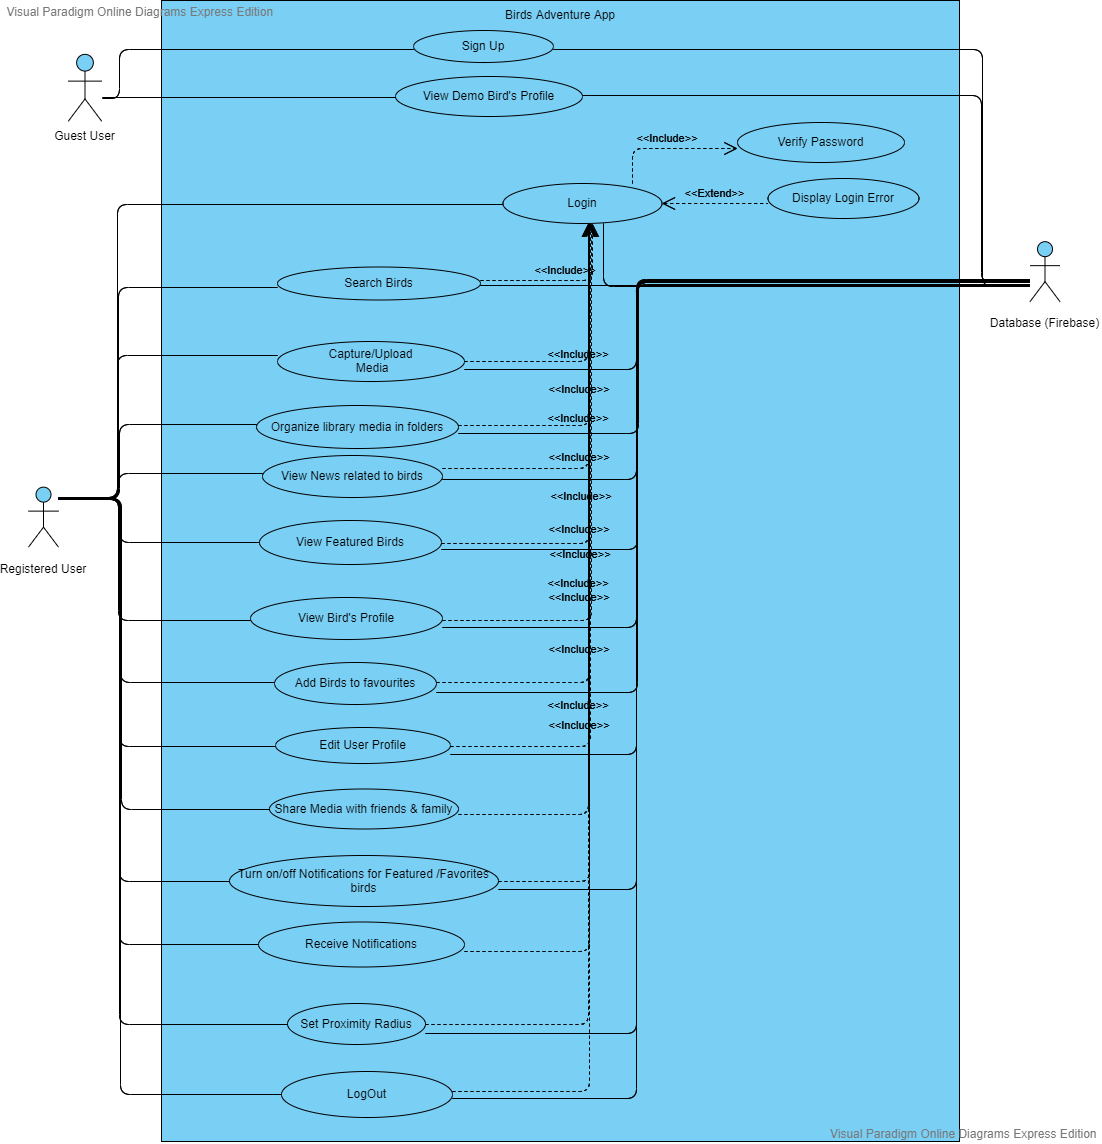 Visual Paradigm Online Diagrams Express Edition
Birds Adventure App
Sign Up
View Demo Bird's Profile
Guest User
<<Include>>
Verify Password
<<Extend>>
Display Login Error
Login
<<Include>>
Search Birds
Database (Firebase)
Capture/Upload
Media
<<Include>>
<<Include>>
<<Include>>
Organize library media in folders
<<Include>>
View News related to birds
<<Include>>
<<Include>>
View Featured Birds
<<Include>>
Registered User
<<Include>>
<<Include>>
View Bird's Profile
<<Include>>
Add Birds to favourites
<<Include>>
<<Include>>
Edit User Profile
Share Media with friends & family
Turn on/off Notifications for Featured /Favorites
birds
Receive Notifications
Set Proximity Radius
LogOut
Visual Paradigm Online Diagrams Express Edition